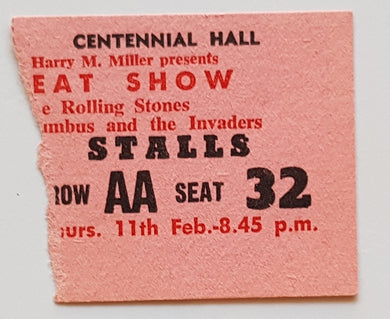 CENTENNIAL HALL
Harry M. Miller presents
EAT SHOW
e Rolling Stones
umbus and the Invaders
STALLS
ROW AA SEAT 32
urs. 11th Feb.-8.45 p.m.